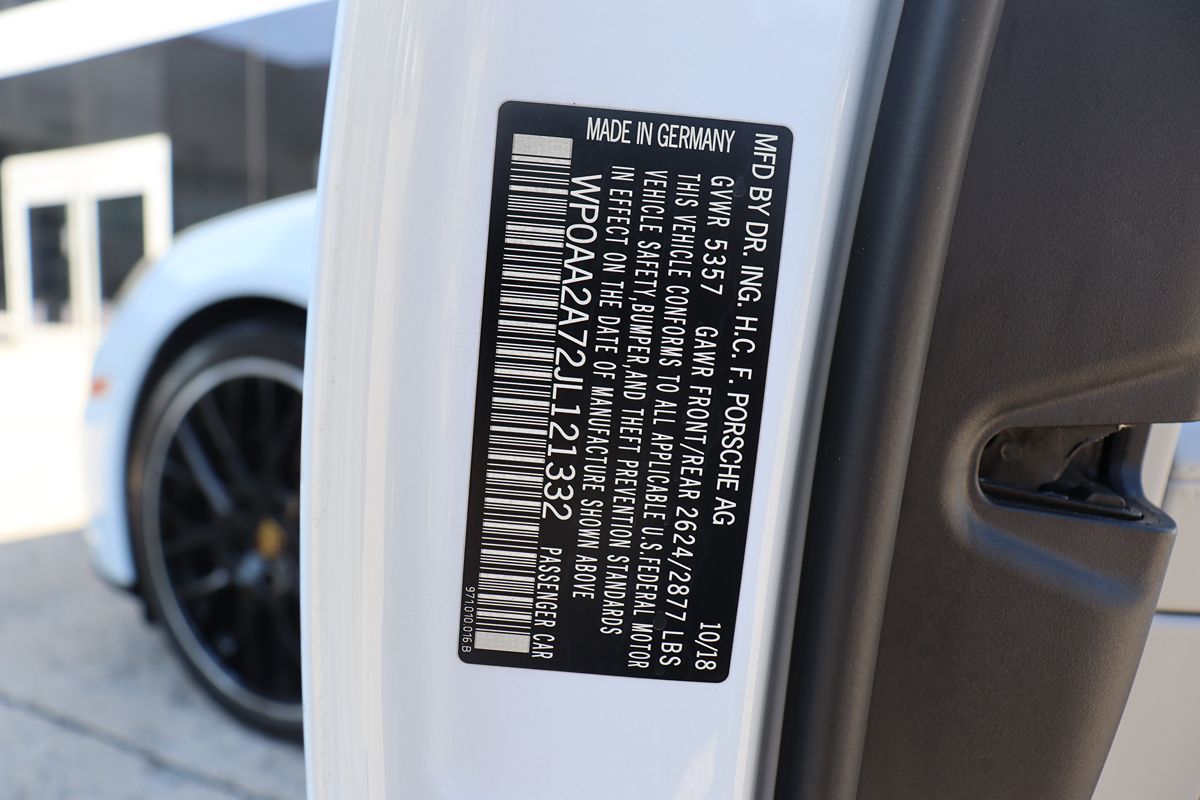 MFD BY DR. ING. H.C. F. PORSCHE AG
MADE IN GERMANY 10/18
GVWR 5357 GAWR FRONT/REAR 2624/2877 LBS
THIS VEHICLE CONFORMS TO ALL APPLICABLE U.S.FEDERAL MOTOR
VEHICLE SAFETY,BUMPER,AND THEFT PREVENTION STANDARDS
IN EFFECT ON THE DATE OF MANUFACTURE SHOWN ABOVE
WP0AA2A72JL121332 PASSENGER CAR
971.010.016 B